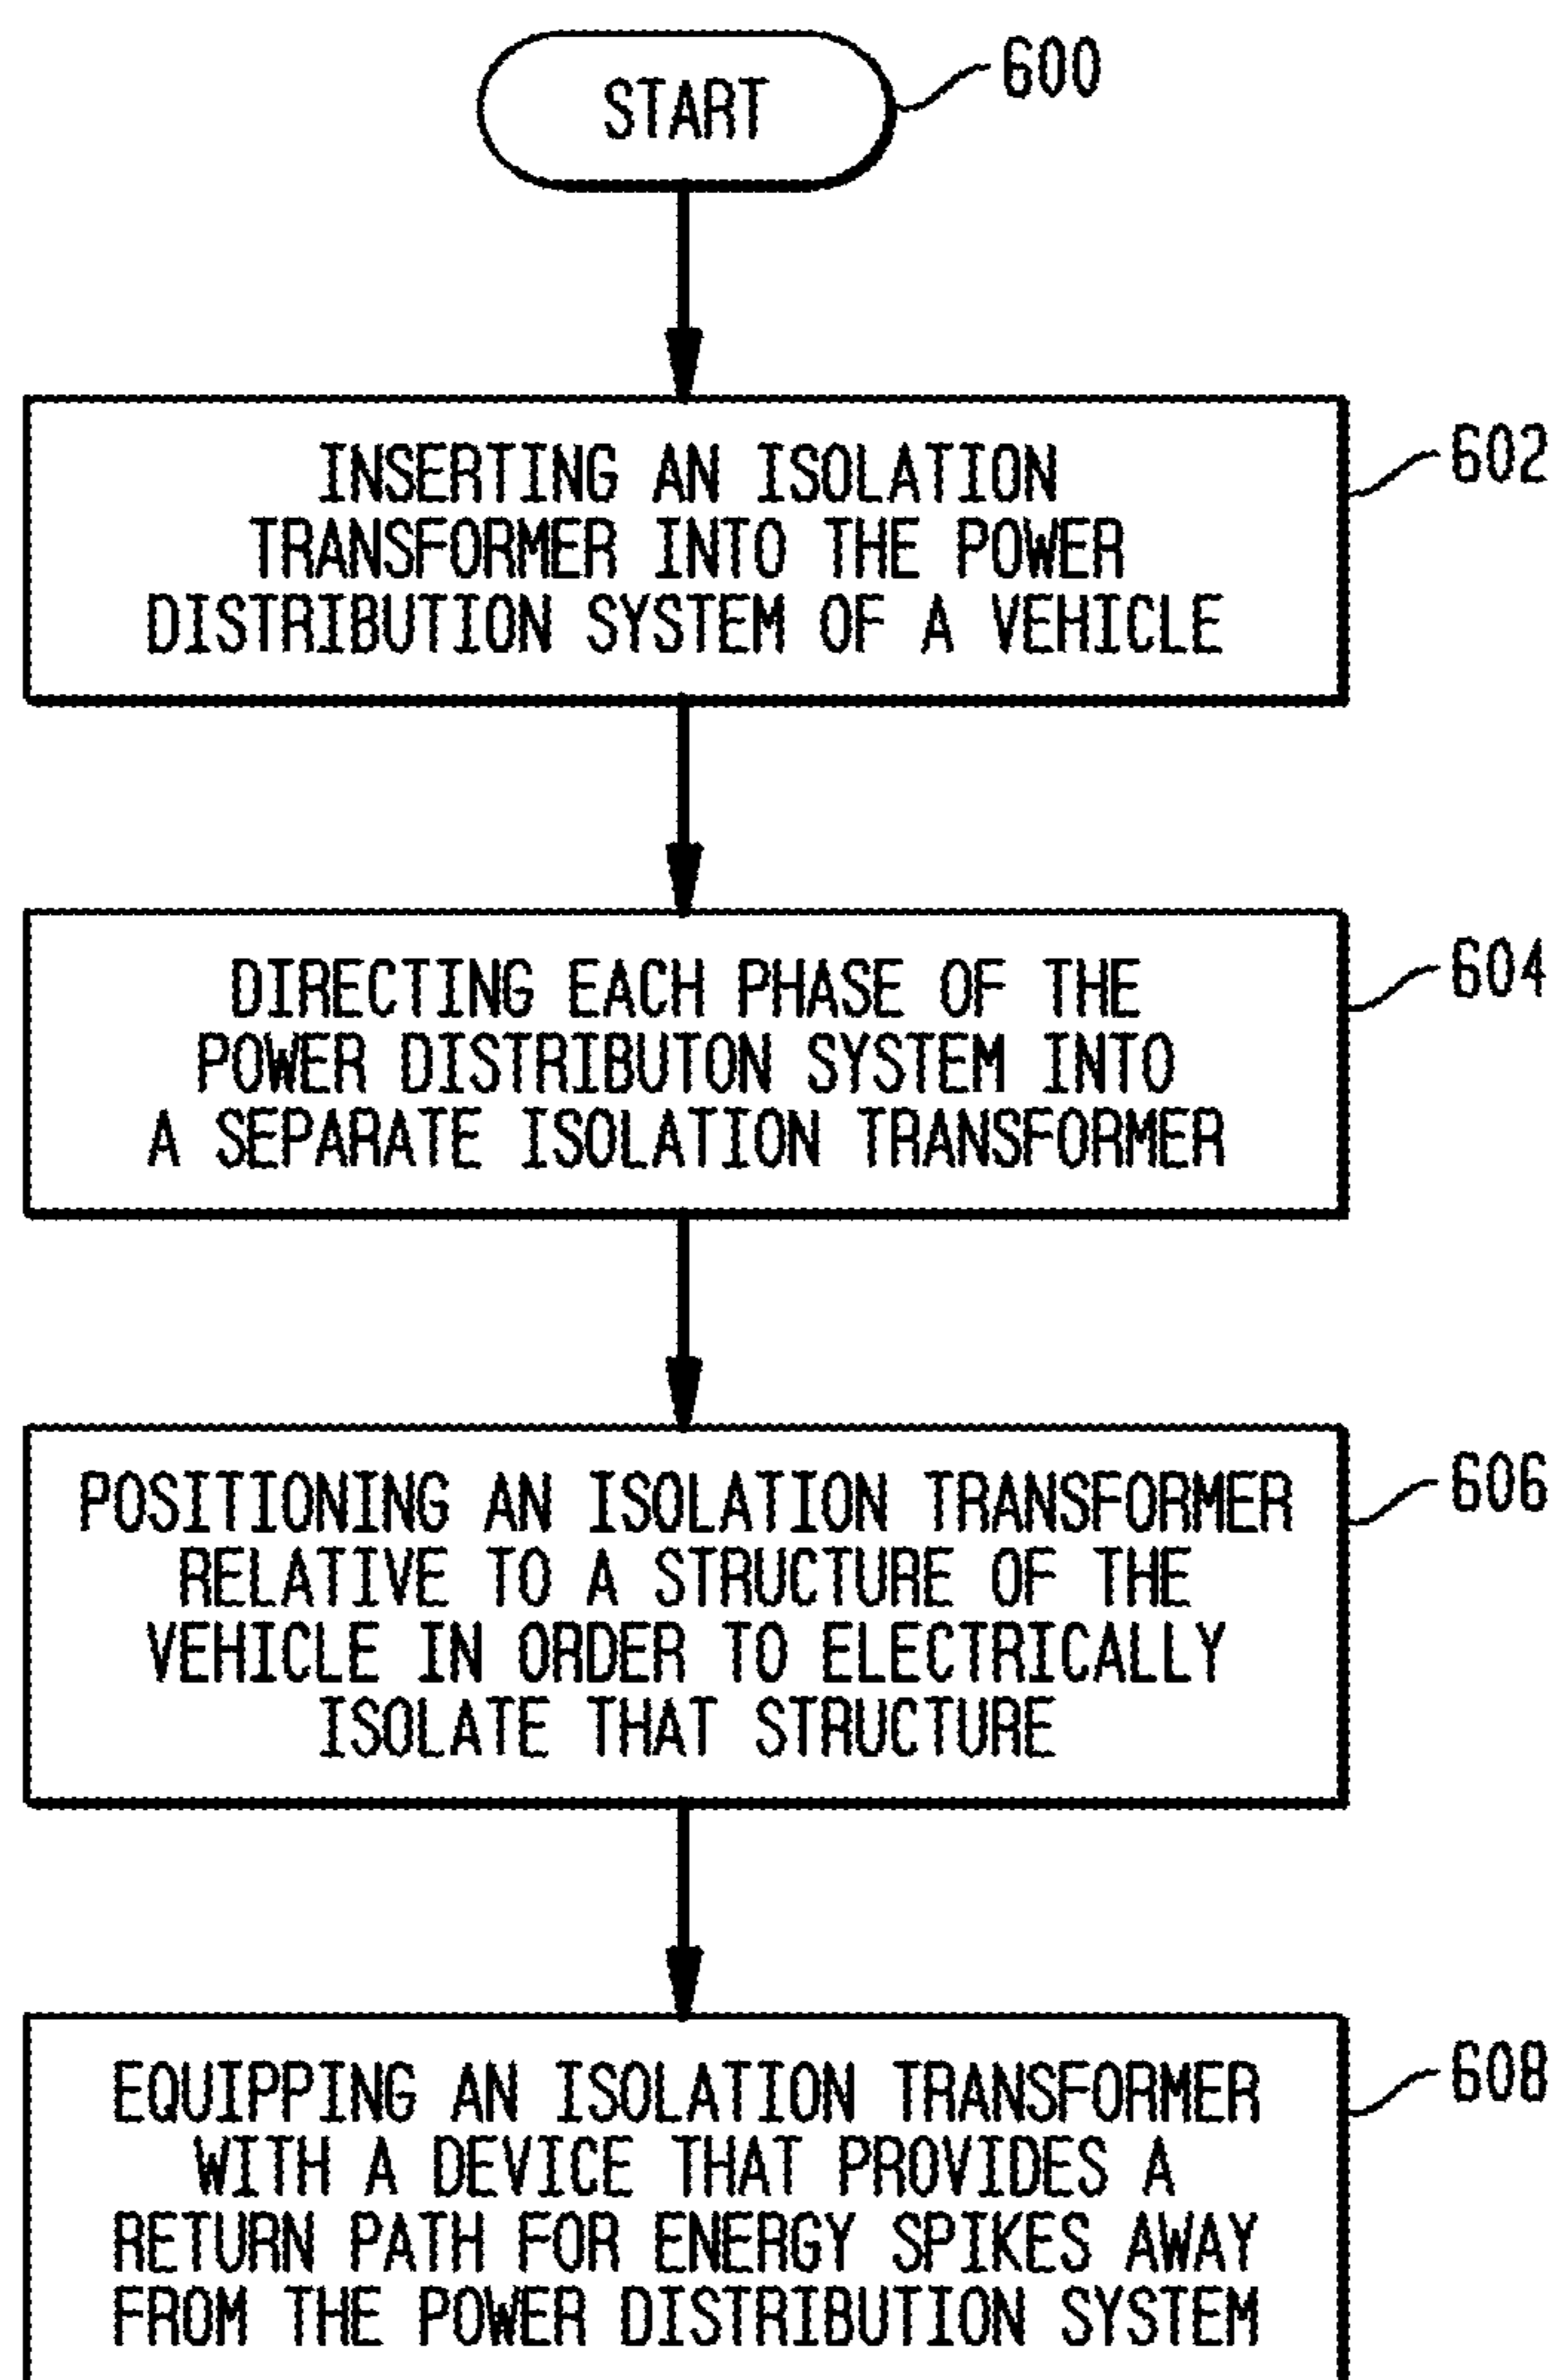 START
600
INSERTING AN ISOLATION
TRANSFORMER INTO THE POWER
DISTRIBUTION SYSTEM OF A VEHICLE
602
DIRECTING EACH PHASE OF THE
POWER DISTRIBUTON SYSTEM INTO
A SEPARATE ISOLATION TRANSFORMER
604
POSITIONING AN ISOLATION TRANSFORMER
RELATIVE TO A STRUCTURE OF THE
VEHICLE IN ORDER TO ELECTRICALLY
ISOLATE THAT STRUCTURE
606
EQUIPPING AN ISOLATION TRANSFORMER
WITH A DEVICE THAT PROVIDES A
RETURN PATH FOR ENERGY SPIKES AWAY
FROM THE POWER DISTRIBUTION SYSTEM
608